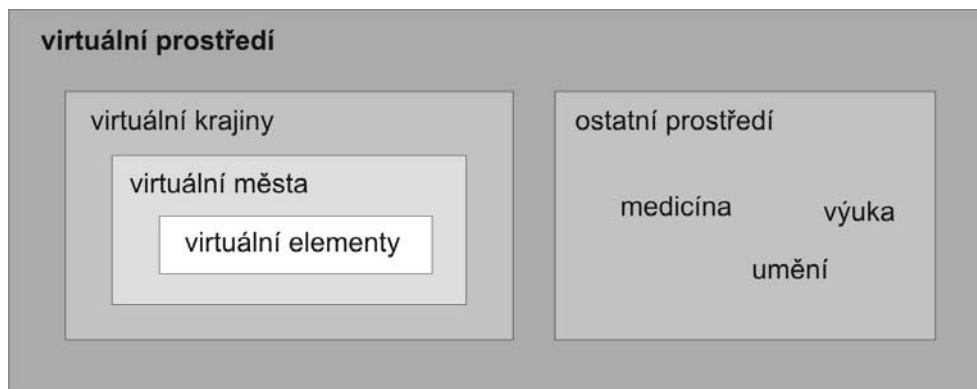 virtuální prostředí
virtuální krajiny
virtuální města
virtuální elementy
ostatní prostředí
medicína
výuka
umění